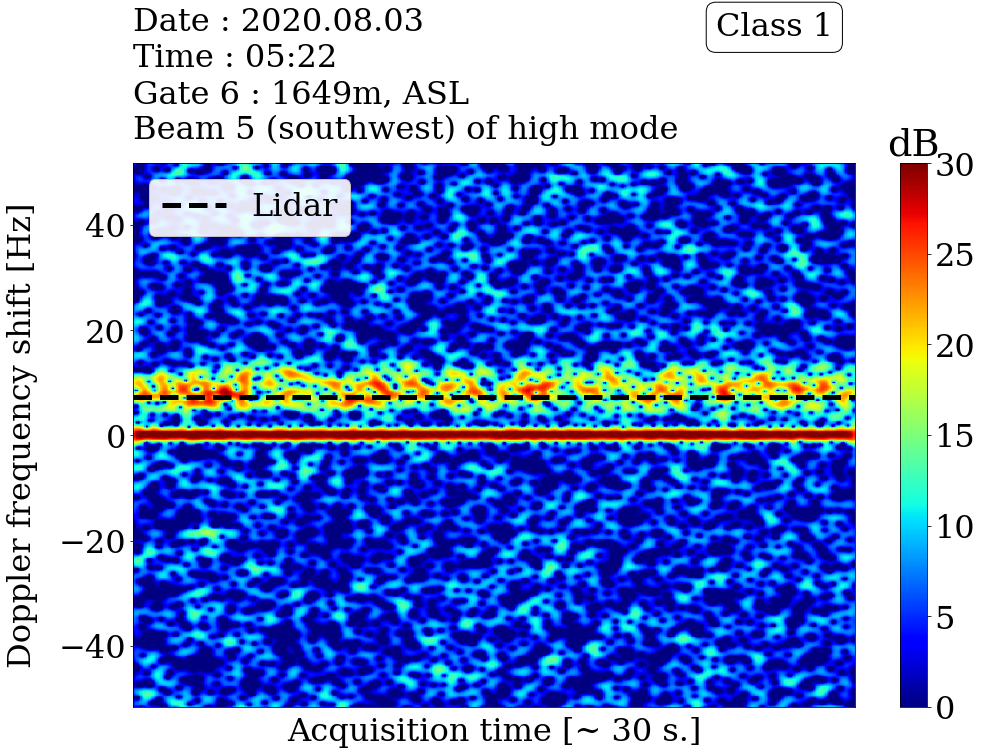 Date : 2020.08.03
Time : 05:22
Gate 6 : 1649m, ASL
Beam 5 (southwest) of high mode
Class 1
dB
Lidar
Doppler frequency shift [Hz]
40
20
0
−20
−40
30
25
20
15
10
5
0
Acquisition time [~ 30 s.]